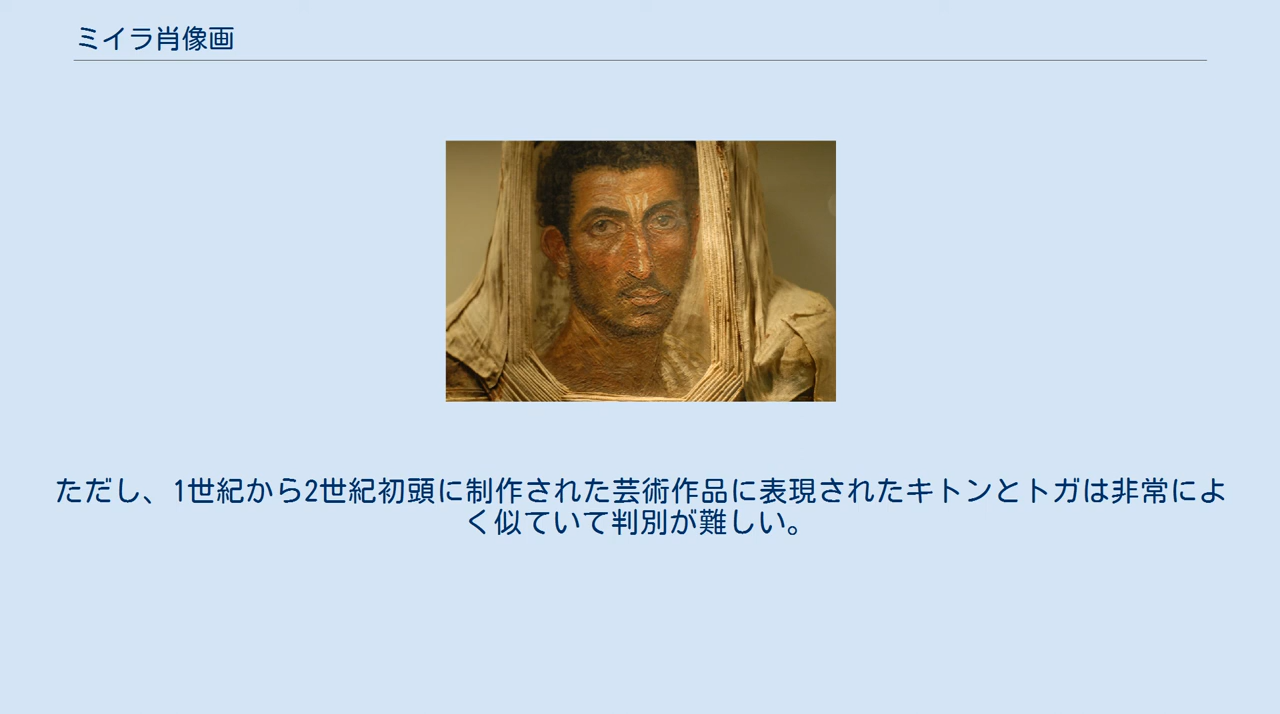 ミイラ肖像画
ただし、1世紀から2世紀初頭に制作された芸術作品に表現されたキトンとトガは非常によ
く似ていて判別が難しい。